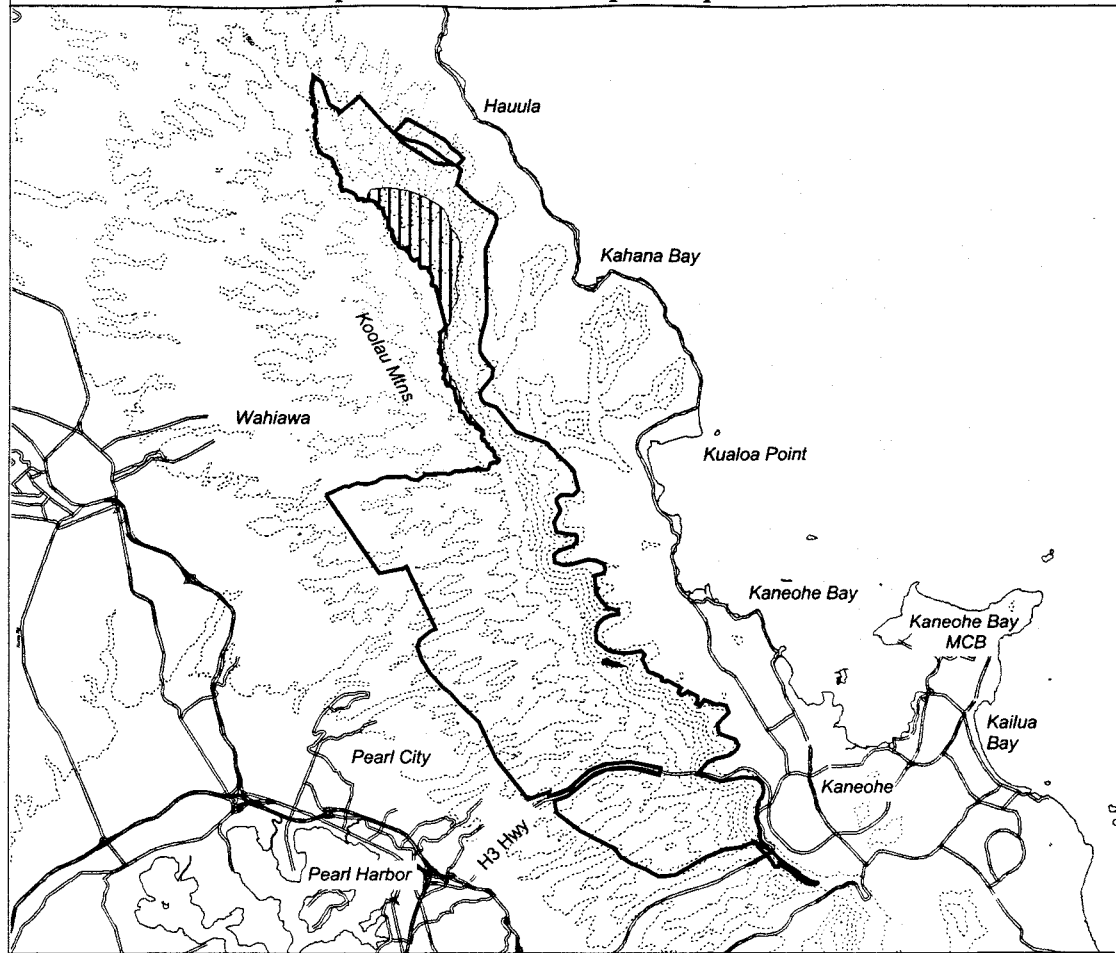 Hauula
Kahana Bay
Koolau Mtns.
Wahiawa
Kualoa Point
Kaneohe Bay
Kaneohe Bay
MCB
Kailua
Bay
Pearl City
Kaneohe
H3 Hwy
Pearl Harbor